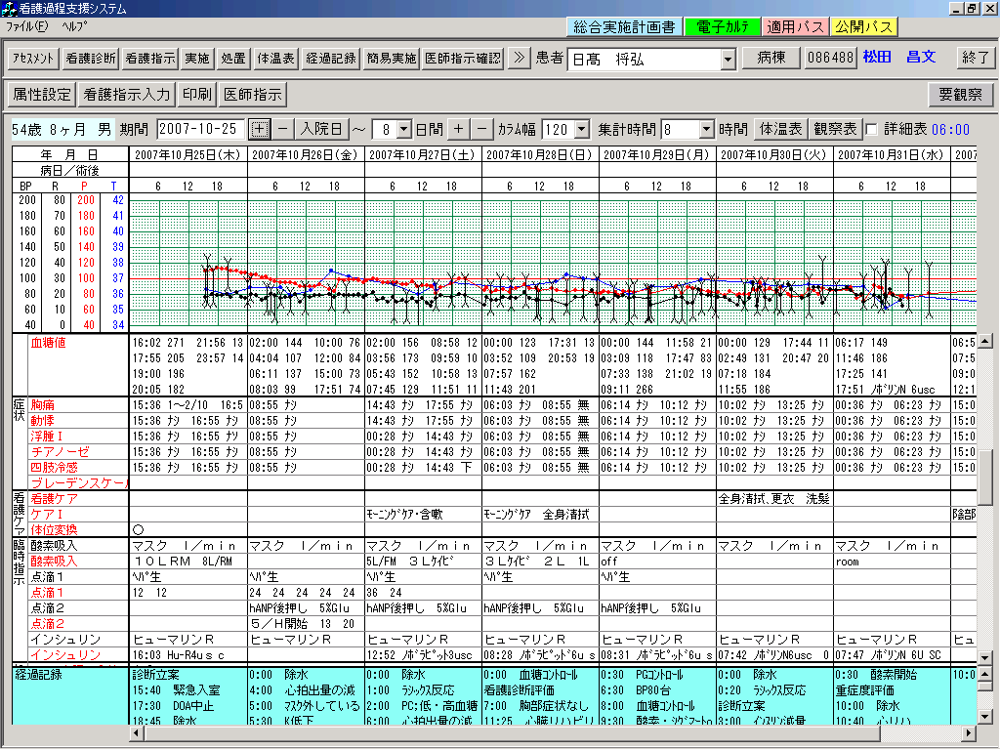 看護過程支援システム
ファイル(F) ヘルプ
総合実施計画書 電子カルテ 適用パス 公開パス
アセスメント 看護診断 看護指示 実施 処置 体温表 経過記録 簡易実施 医師指示確認 ≫ 患者 日高 将弘 病棟 086488 松田 昌文 終了
属性設定 看護指示入力 印刷 医師指示 要観察
54歳 8ヶ月 男 期間 2007-10-25 + － 入院日 ～ 8 日間 + － カラム幅 120 集計時間 8 時間 体温表 観察表 詳細表 06:00
年 月 日 2007年10月25日(木) 2007年10月26日(金) 2007年10月27日(土) 2007年10月28日(日) 2007年10月29日(月) 2007年10月30日(火) 2007年10月31日(水) 2007
病日／術後
BP R P T 6 12 18 6 12 18 6 12 18 6 12 18 6 12 18 6 12 18 6 12 18
200 80 200 42
180 70 180 41
160 60 160 40
140 50 140 39
120 40 120 38
100 30 100 37
80 20 80 36
60 10 60 35
40 0 40 34
血糖値 16:02 271 21:56 13 02:00 144 10:00 76 02:00 156 08:58 12 00:00 123 17:31 13 00:00 144 11:58 21 00:00 129 17:44 11 06:17 149 06:5
17:55 205 23:57 14 04:04 107 12:00 84 03:56 173 09:59 10 03:52 109 20:53 19 03:09 118 17:47 83 02:49 131 20:47 20 11:46 186 07:5
19:00 196 06:11 137 15:00 73 05:43 152 10:58 13 07:57 162 07:33 138 21:02 19 07:18 184 17:25 141 09:0
20:05 182 08:03 99 17:51 74 07:45 129 11:51 11 11:43 201 09:11 266 11:55 186 17:51 ノボリンN 6usc 12:1
症状 胸痛 15:36 1～2/10 16:5 08:55 ナシ 14:43 ナシ 17:55 ナシ 06:03 ナシ 08:55 無 06:14 ナシ 10:12 ナシ 10:02 ナシ 13:25 ナシ 00:36 ナシ 06:23 ナシ 15:0
動悸 15:36 ナシ 16:55 ナシ 08:55 ナシ 14:43 ナシ 17:55 ナシ 06:03 ナシ 08:55 無 06:14 ナシ 10:12 ナシ 10:02 ナシ 13:25 ナシ 00:36 ナシ 06:23 ナシ 15:0
浮腫Ⅰ 15:36 ナシ 16:55 ナシ 08:55 ナシ 00:28 ナシ 14:43 ナシ 06:03 ナシ 08:55 無 06:14 ナシ 10:12 ナシ 10:02 ナシ 13:25 ナシ 00:36 ナシ 06:23 ナシ 15:0
チアノーゼ 15:36 ナシ 16:55 ナシ 08:55 ナシ 00:28 ナシ 14:43 ナシ 06:03 ナシ 08:55 無 06:14 ナシ 10:12 ナシ 10:02 ナシ 13:25 ナシ 00:36 ナシ 06:23 ナシ 15:0
四肢冷感 15:36 ナシ 16:55 ナシ 08:55 ナシ 00:28 ナシ 14:43 下 06:03 ナシ 08:55 無 06:14 ナシ 10:12 ナシ 10:02 ナシ 13:25 ナシ 00:36 ナシ 06:23 ナシ 15:0
ブレーデンスケール
看護ケア 看護ケア 全身清拭、更衣 洗髪
ケアⅠ モーニングケア・含嗽 モーニングケア 全身清拭 陰部
体位変換 ○
臨時指示 酸素吸入 マスク l／min マスク l／min マスク l／min マスク l／min マスク l／min マスク l／min マスク l／min
酸素吸入 １０ＬＲＭ 8L/RM 5L/FM ３Ｌケイビ ３Ｌケイビ ２Ｌ 1L off room
点滴１ ヘパ生 ヘパ生 ヘパ生 ヘパ生 ヘパ生
点滴１ 12 12 24 24 24 24 24 36 24
点滴２ hANP後押し 5%Glu hANP後押し 5%Glu hANP後押し 5%Glu hANP後押し 5%Glu
点滴２ ５／Ｈ開始 13 20
インシュリン ヒューマリンＲ ヒューマリンＲ ヒューマリンＲ ヒューマリンＲ ヒューマリンＲ ヒューマリンＲ ヒューマリンＲ ヒュ
インシュリン 16:03 Hu-R4ｕｓｃ 12:52 ノボラピット3usc 08:28 ノボラピッド6u s 08:31 ノボラピッド6u s 07:42 ノボリンN6usc 0 07:47 ノボリンN 6U SC
経過記録 診断立案 0:00 除水 0:00 除水 0:00 血糖コントロール 0:30 PGコントロール 0:00 除水 0:30 酸素開始 10:0
15:40 緊急入室 4:00 心拍出量の減 1:00 ラシックス反応 看護診断評価 6:30 BP80台 0:20 ラシックス反応 重症度評価
17:30 DOA中止 5:00 マスク外している 2:00 PC:低・高血糖 7:00 胸部症状なし 8:00 血糖コントロール 診断立案 10:00 除水
18:45 除水 5:30 K低下 6:00 心拍出量の減 11:25 心臓リハビリ 9:30 3:00 インスリン減量 10:40 心リハ